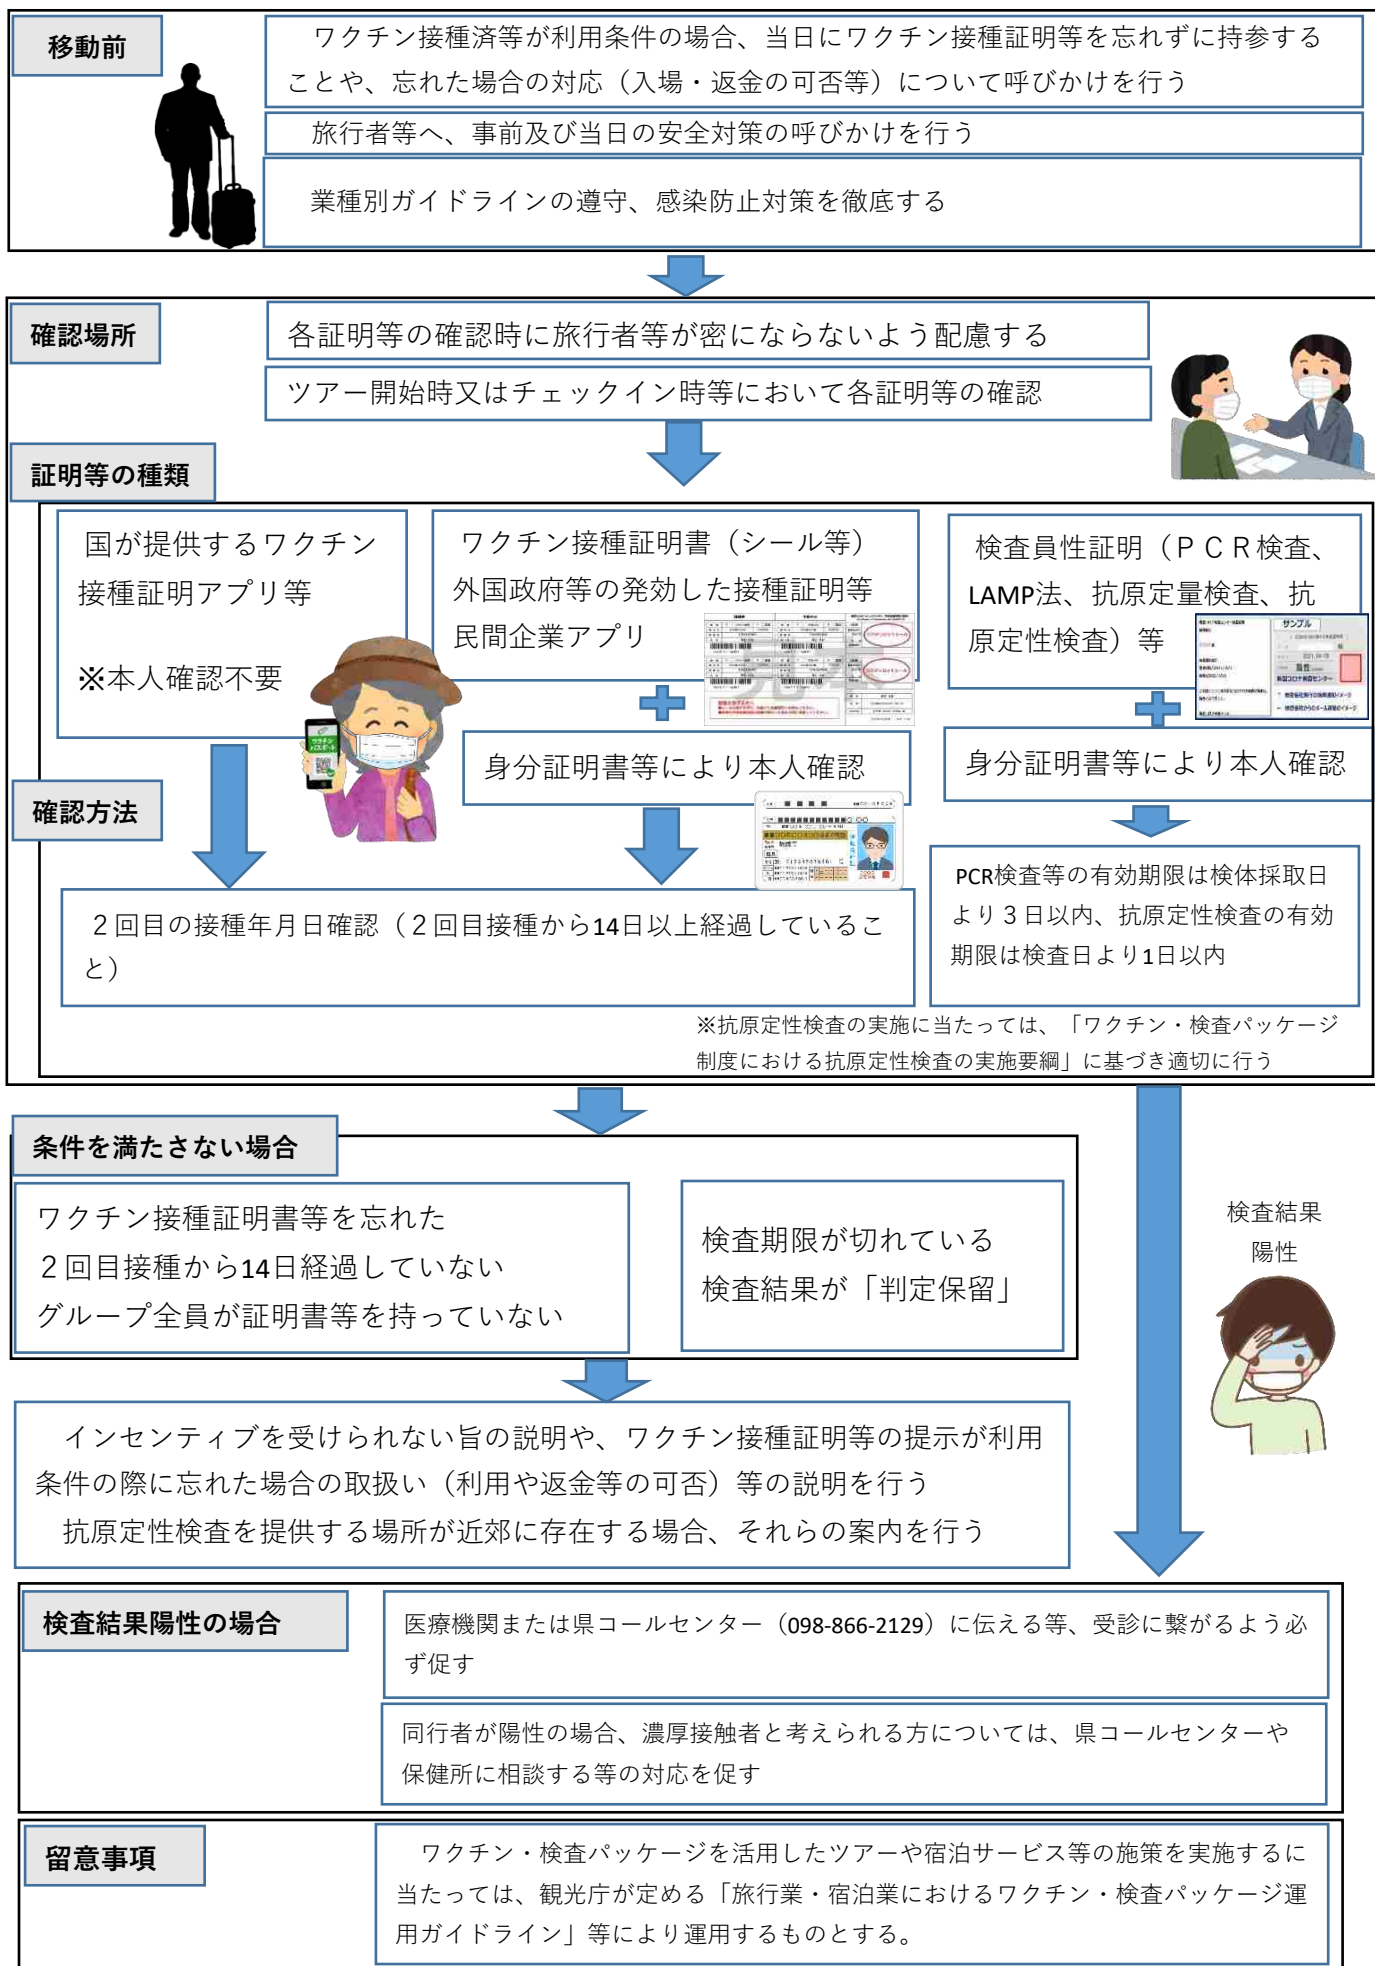 移動前
ワクチン接種済等が利用条件の場合、当日にワクチン接種証明等を忘れずに持参する
ことや、忘れた場合の対応（入場・返金の可否等）について呼びかけを行う
旅行者等へ、事前及び当日の安全対策の呼びかけを行う
業種別ガイドラインの遵守、感染防止対策を徹底する
確認場所
各証明等の確認時に旅行者等が密にならないよう配慮する
ツアー開始時又はチェックイン時等において各証明等の確認
証明等の種類
国が提供するワクチン
接種証明アプリ等
※本人確認不要
ワクチン
パスポート
ワクチン接種証明書（シール等）
外国政府等の発効した接種証明等
民間企業アプリ
身分証明書等により本人確認
検査員性証明（ＰＣＲ検査、
LAMP法、抗原定量検査、抗
原定性検査）等
サンプル
身分証明書等により本人確認
確認方法
２回目の接種年月日確認（２回目接種から14日以上経過しているこ
と）
PCR検査等の有効期限は検体採取日
より３日以内、抗原定性検査の有効
期限は検査日より1日以内
※抗原定性検査の実施に当たっては、「ワクチン・検査パッケージ
制度における抗原定性検査の実施要綱」に基づき適切に行う
条件を満たさない場合
ワクチン接種証明書等を忘れた
２回目接種から14日経過していない
グループ全員が証明書等を持っていない
検査期限が切れている
検査結果が「判定保留」
検査結果
陽性
インセンティブを受けられない旨の説明や、ワクチン接種証明等の提示が利用
条件の際に忘れた場合の取扱い（利用や返金等の可否）等の説明を行う
抗原定性検査を提供する場所が近郊に存在する場合、それらの案内を行う
検査結果陽性の場合
医療機関または県コールセンター（098-866-2129）に伝える等、受診に繋がるよう必
ず促す
同行者が陽性の場合、濃厚接触者と考えられる方については、県コールセンターや
保健所に相談する等の対応を促す
留意事項
ワクチン・検査パッケージを活用したツアーや宿泊サービス等の施策を実施するに
当たっては、観光庁が定める「旅行業・宿泊業におけるワクチン・検査パッケージ運
用ガイドライン」等により運用するものとする。